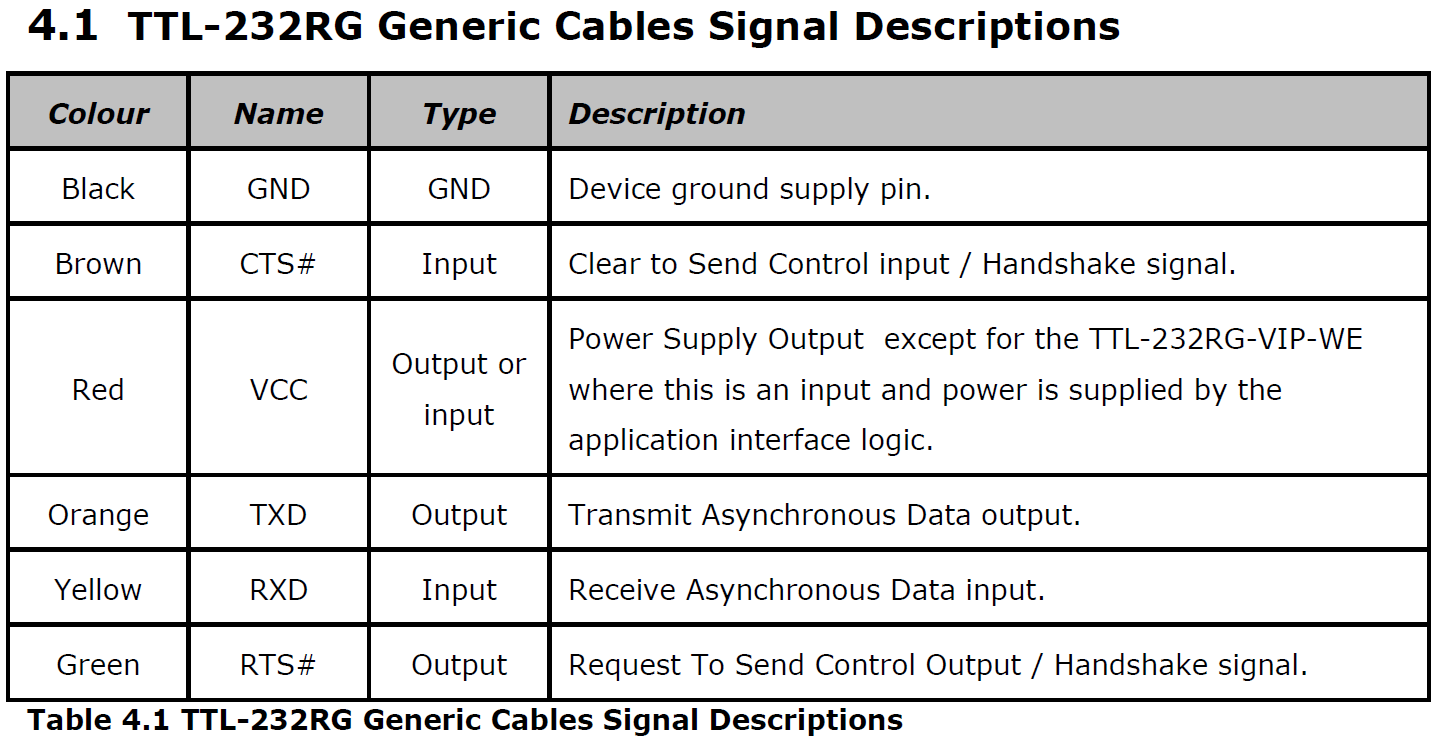 4.1 TTL-232RG Generic Cables Signal Descriptions
Colour Name Type Description
Black GND GND Device ground supply pin.
Brown CTS# Input Clear to Send Control input / Handshake signal.
Red VCC Output or input Power Supply Output except for the TTL-232RG-VIP-WE
where this is an input and power is supplied by the
application interface logic.
Orange TXD Output Transmit Asynchronous Data output.
Yellow RXD Input Receive Asynchronous Data input.
Green RTS# Output Request To Send Control Output / Handshake signal.
Table 4.1 TTL-232RG Generic Cables Signal Descriptions